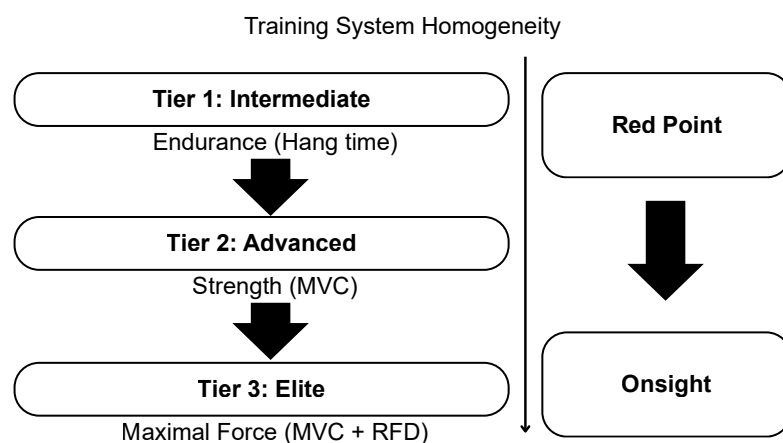 Training System Homogeneity
Tier 1: Intermediate
Endurance (Hang time)
Tier 2: Advanced
Strength (MVC)
Tier 3: Elite
Maximal Force (MVC + RFD)
Red Point
Onsight